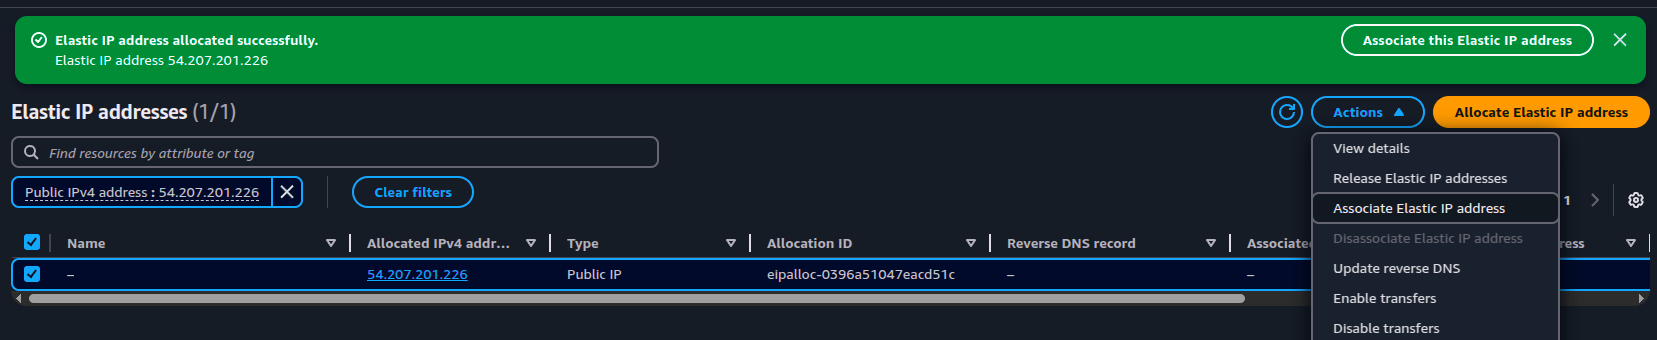 Elastic IP address allocated successfully.
Elastic IP address 54.207.201.226
Associate this Elastic IP address
Elastic IP addresses (1/1)
Actions
Allocate Elastic IP address
Find resources by attribute or tag
Public IPv4 address : 54.207.201.226
Clear filters
1
View details
Release Elastic IP addresses
Associate Elastic IP address
Disassociate Elastic IP address
Update reverse DNS
Enable transfers
Disable transfers
Name Allocated IPv4 addr... Type Allocation ID Reverse DNS record
– 54.207.201.226 Public IP eipalloc-0396a51047eacd51c – –